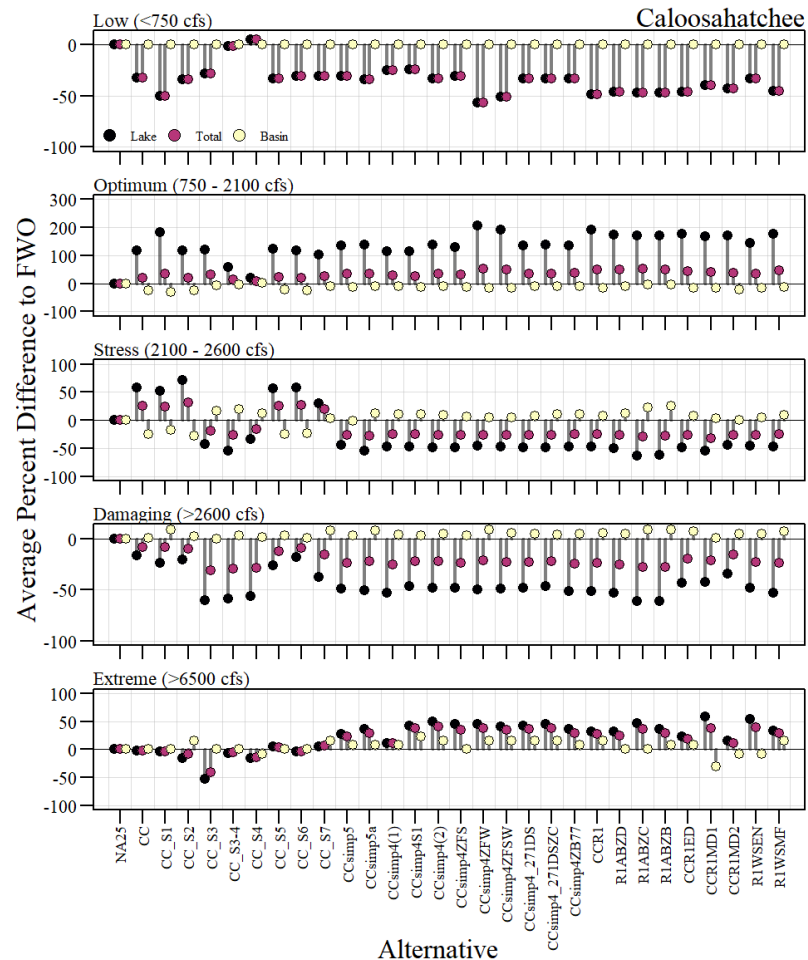 Caloosahatchee
Low (<750 cfs)
0
-50
-100
Lake Total Basin
Optimum (750 - 2100 cfs)
300
200
100
0
-100
Stress (2100 - 2600 cfs)
100
50
0
-50
-100
Damaging (>2600 cfs)
0
-50
-100
Extreme (>6500 cfs)
100
50
0
-50
-100
Average Percent Difference to FWO
NA25
CC
CC_S1
CC_S2
CC_S3
CC_S3-4
CC_S4
CC_S5
CC_S6
CC_S7
CCsimp5
CCsimp5a
CCsimp4(1)
CCsimp4S1
CCsimp4(2)
CCsimp4ZFS
CCsimp4ZFW
CCsimp4ZFSW
CCsimp4_271DS
CCsimp4_271DSZC
CCsimp4ZB77
CCR1
R1ABZD
R1ABZC
R1ABZB
CCR1ED
CCR1MD1
CCR1MD2
R1WSEN
R1WSMF
Alternative